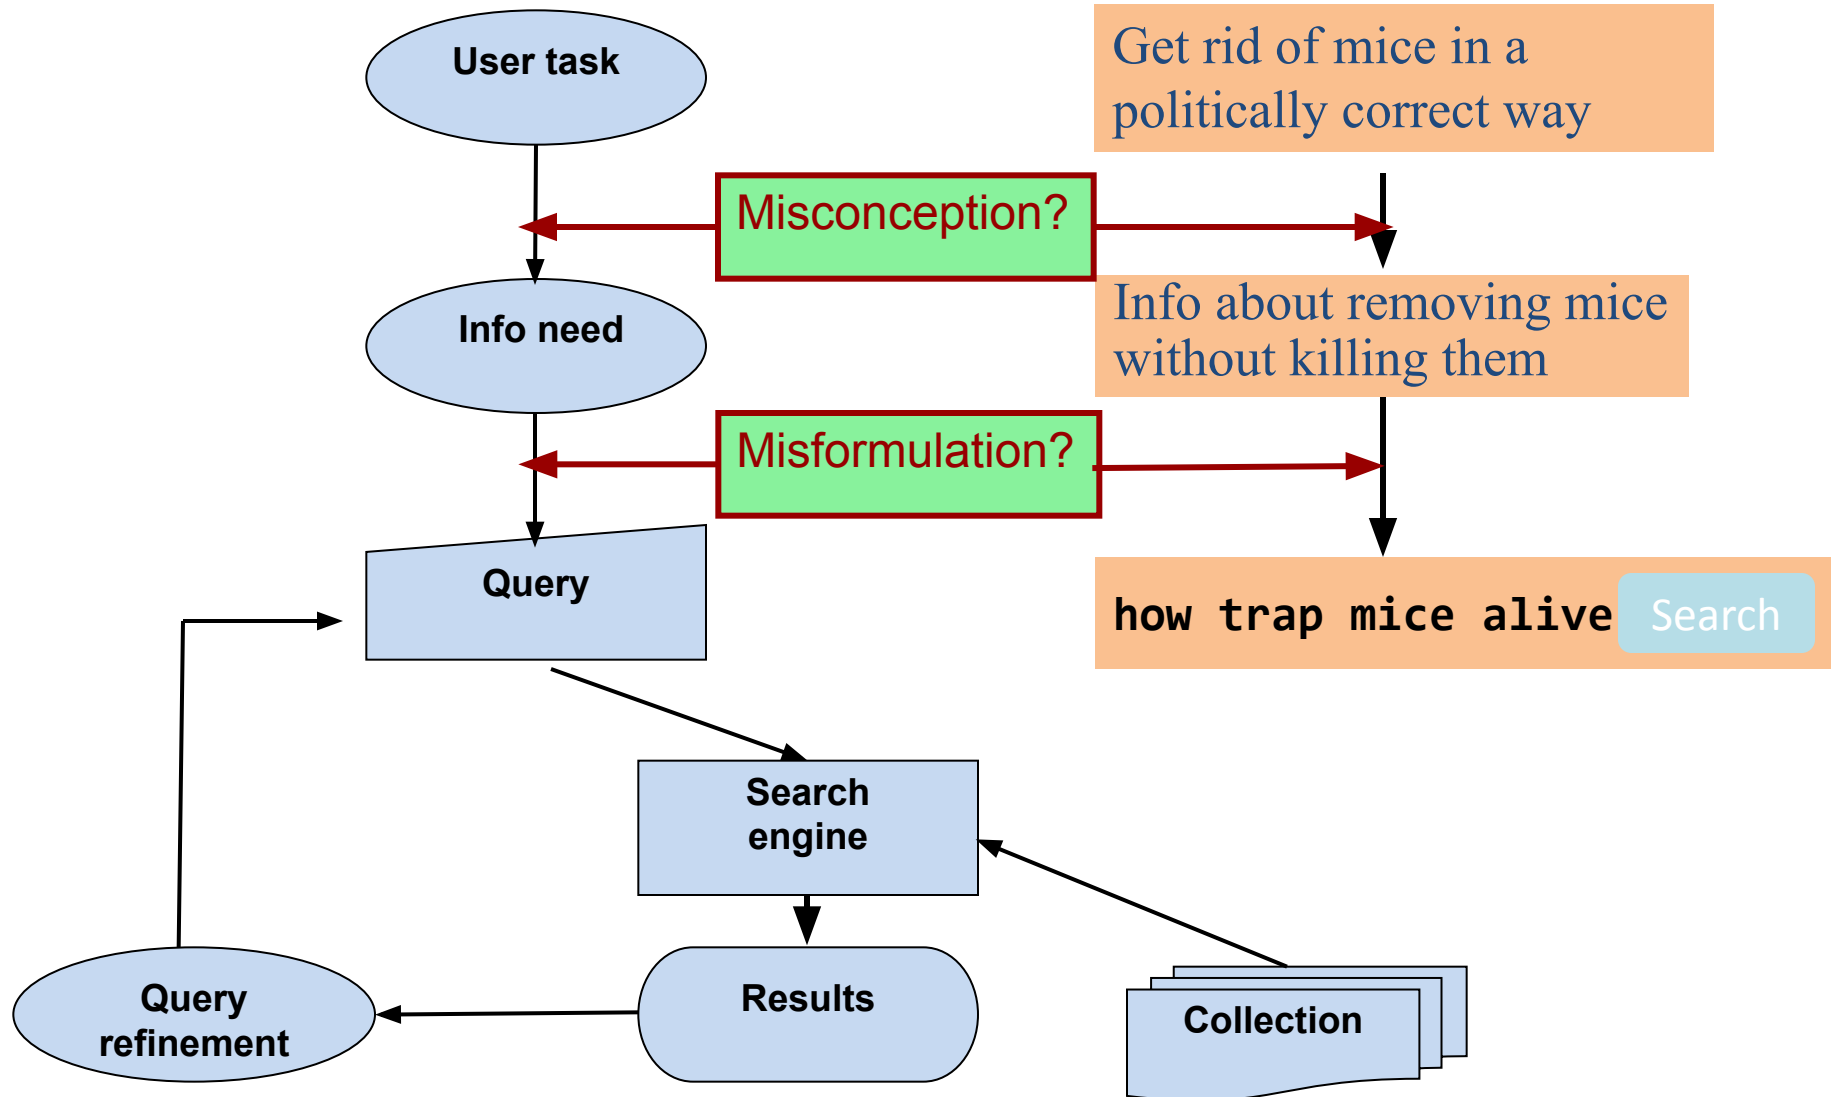 User task
Get rid of mice in a
politically correct way
Misconception?
Info need
Info about removing mice
without killing them
Misformulation?
Query
how trap mice alive
Search
Search
engine
Results
Query
refinement
Collection